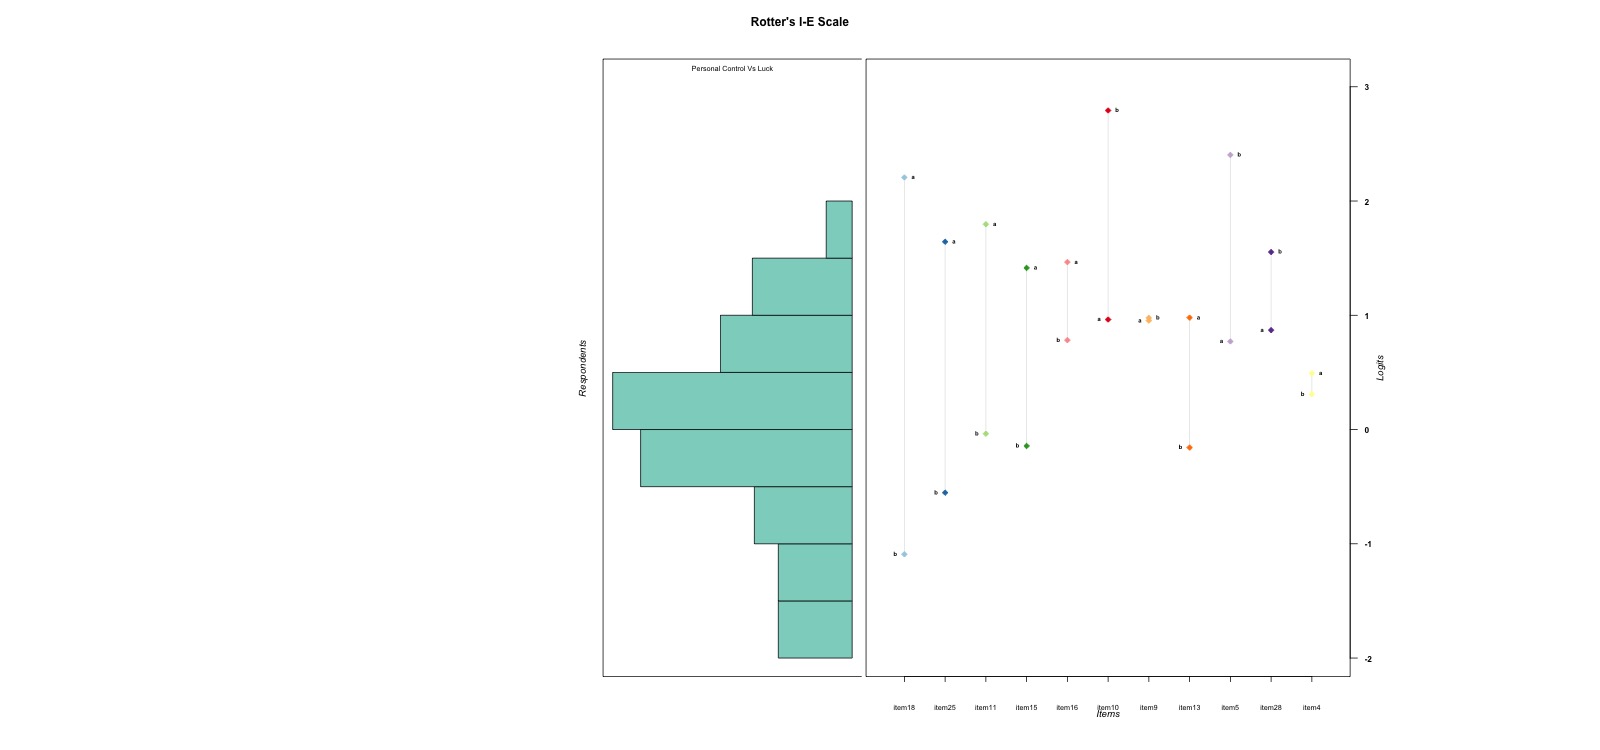 Rotter's I-E Scale
Personal Control Vs Luck
Respondents
b
a
b
a
a
b
a
a
a
b
a
b
a
b
a
a
b
a
a
b
b
b
b
b
b
b
3
2
1
0
-1
-2
Logits
item18 item25 item11 item15 item16 item10 item9 item13 item5 item28 item4
Items